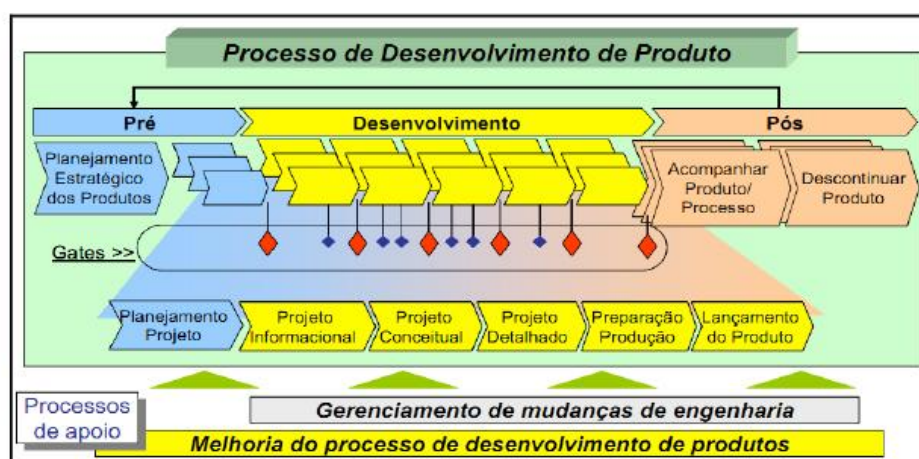 Processo de Desenvolvimento de Produto
Pré
Desenvolvimento
Pós
Planejamento
Estratégico
dos Produtos
Acompanhar
Produto/
Processo
Descontinuar
Produto
Gates >>
Planejamento
Projeto
Projeto
Informacional
Projeto
Conceitual
Projeto
Detalhado
Preparação
Produção
Lançamento
do Produto
Processos
de apoio
Gerenciamento de mudanças de engenharia
Melhoria do processo de desenvolvimento de produtos